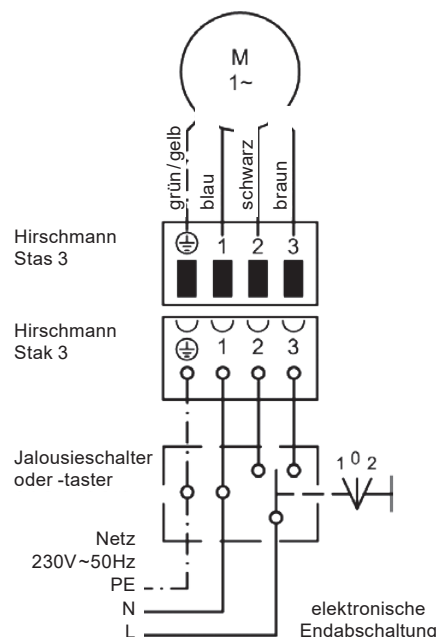 M
1~
grün/gelb
blau
schwarz
braun
Hirschmann
Stas 3
1 2 3
Hirschmann
Stak 3
1 2 3
Jalousieschalter
oder -taster
1 0 2
Netz
230V~50Hz
PE
N
L
elektronische
Endabschaltung